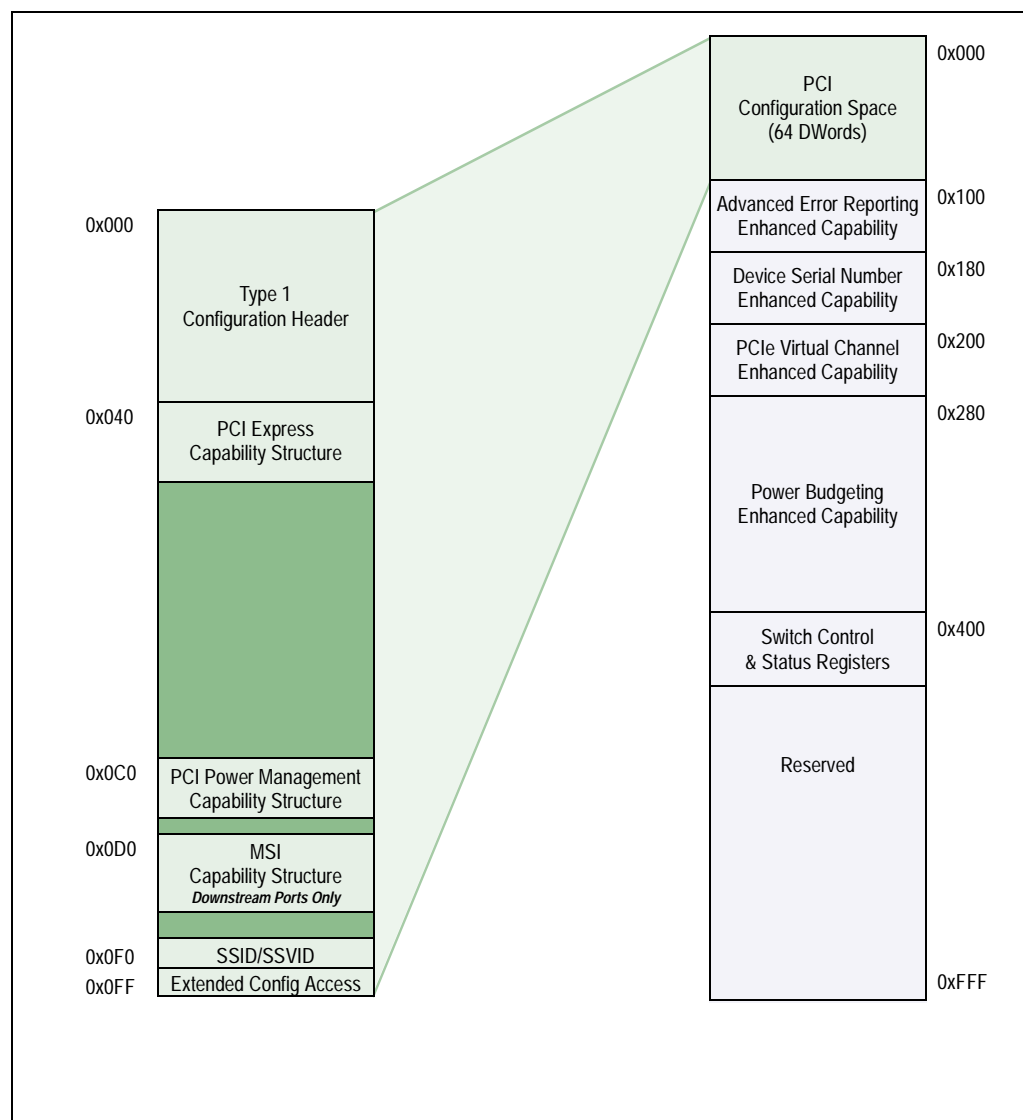 0x000
Type 1
Configuration Header
0x040
PCI Express
Capability Structure
0x0C0
PCI Power Management
Capability Structure
0x0D0
MSI
Capability Structure
Downstream Ports Only
0x0F0
SSID/SSVID
0x0FF
Extended Config Access
0x000
PCI
Configuration Space
(64 DWords)
0x100
Advanced Error Reporting
Enhanced Capability
0x180
Device Serial Number
Enhanced Capability
0x200
PCIe Virtual Channel
Enhanced Capability
0x280
Power Budgeting
Enhanced Capability
0x400
Switch Control
& Status Registers
Reserved
0xFFF